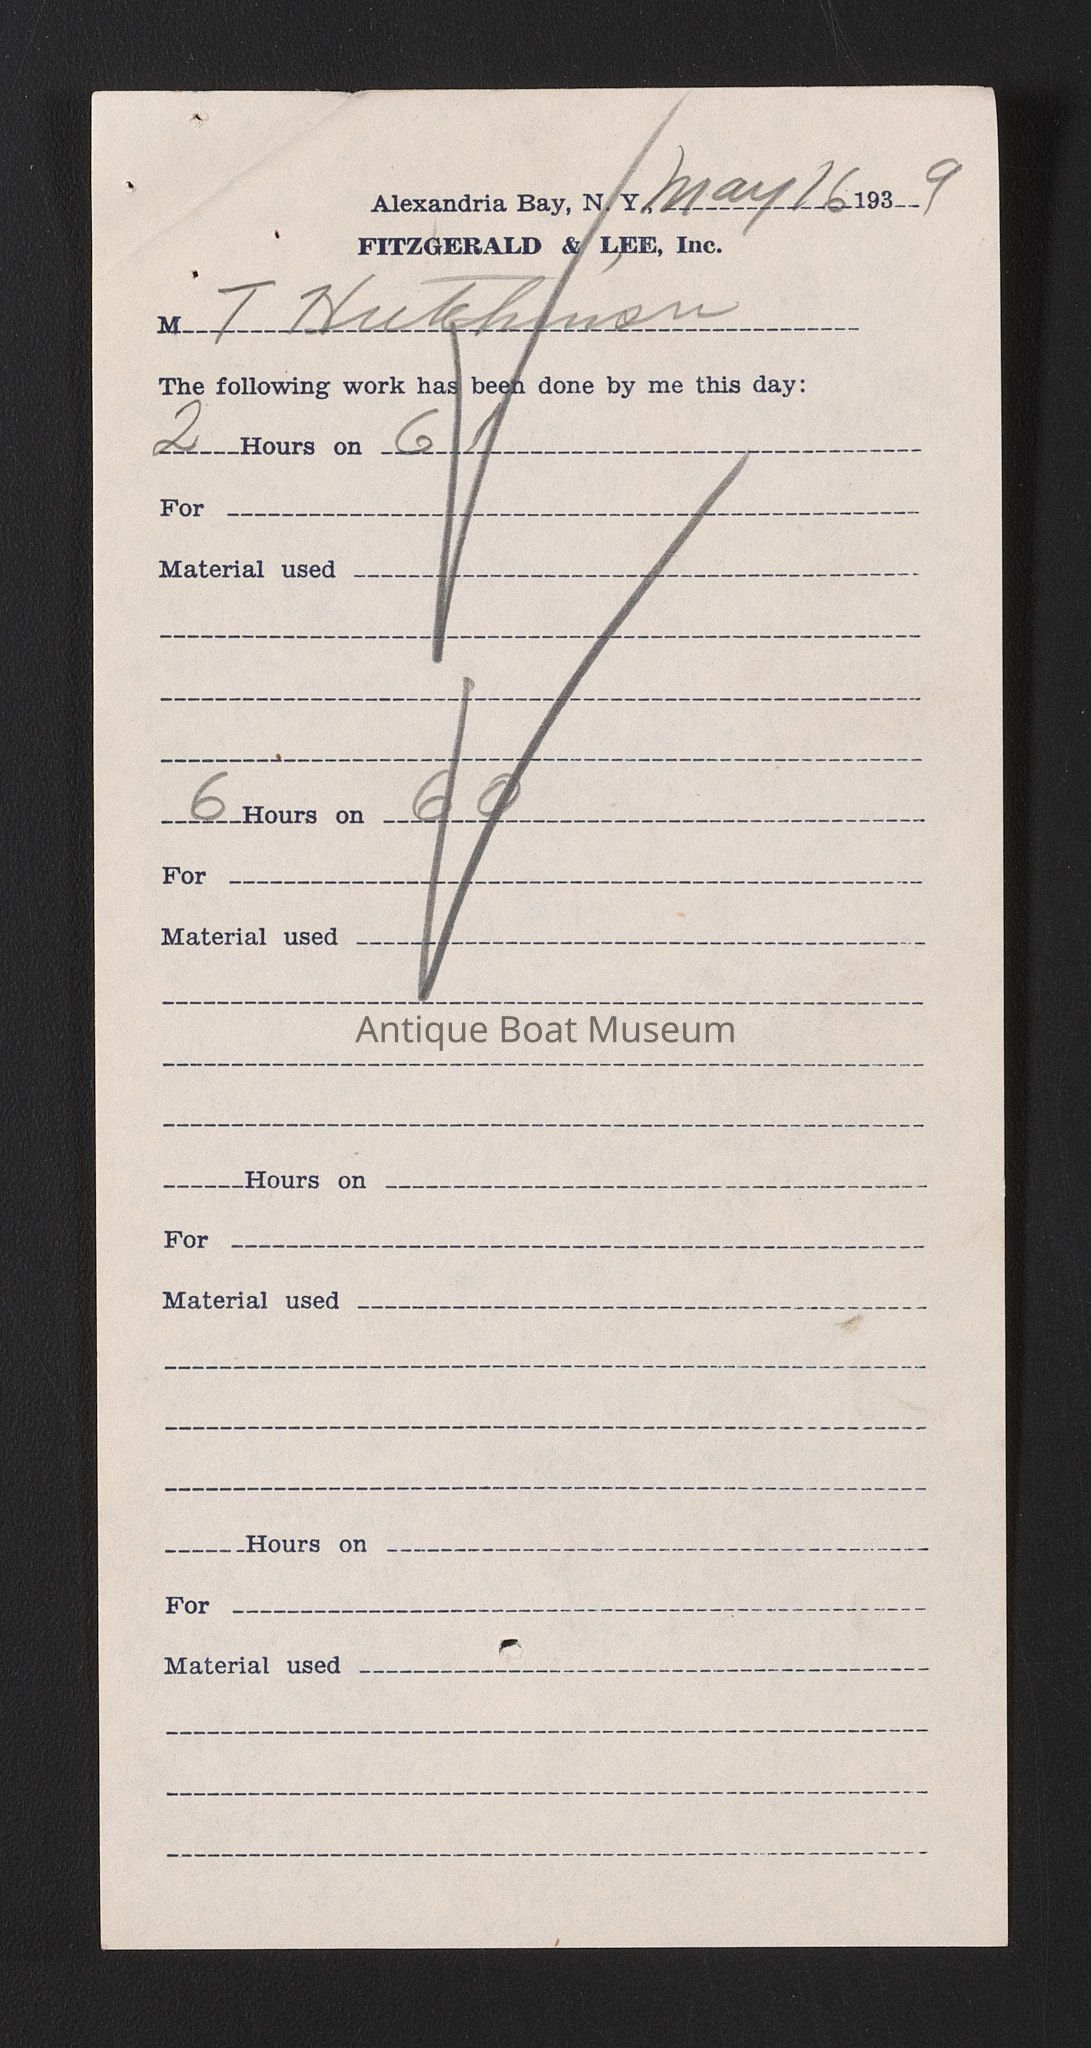 Alexandria Bay, N. Y., May 16 1939
FITZGERALD & LEE, Inc.
M T Hutchinson
The following work has been done by me this day:
2 Hours on 61
For
Material used
6 Hours on 60
For
Material used
Antique Boat Museum
Hours on
For
Material used
Hours on
For
Material used